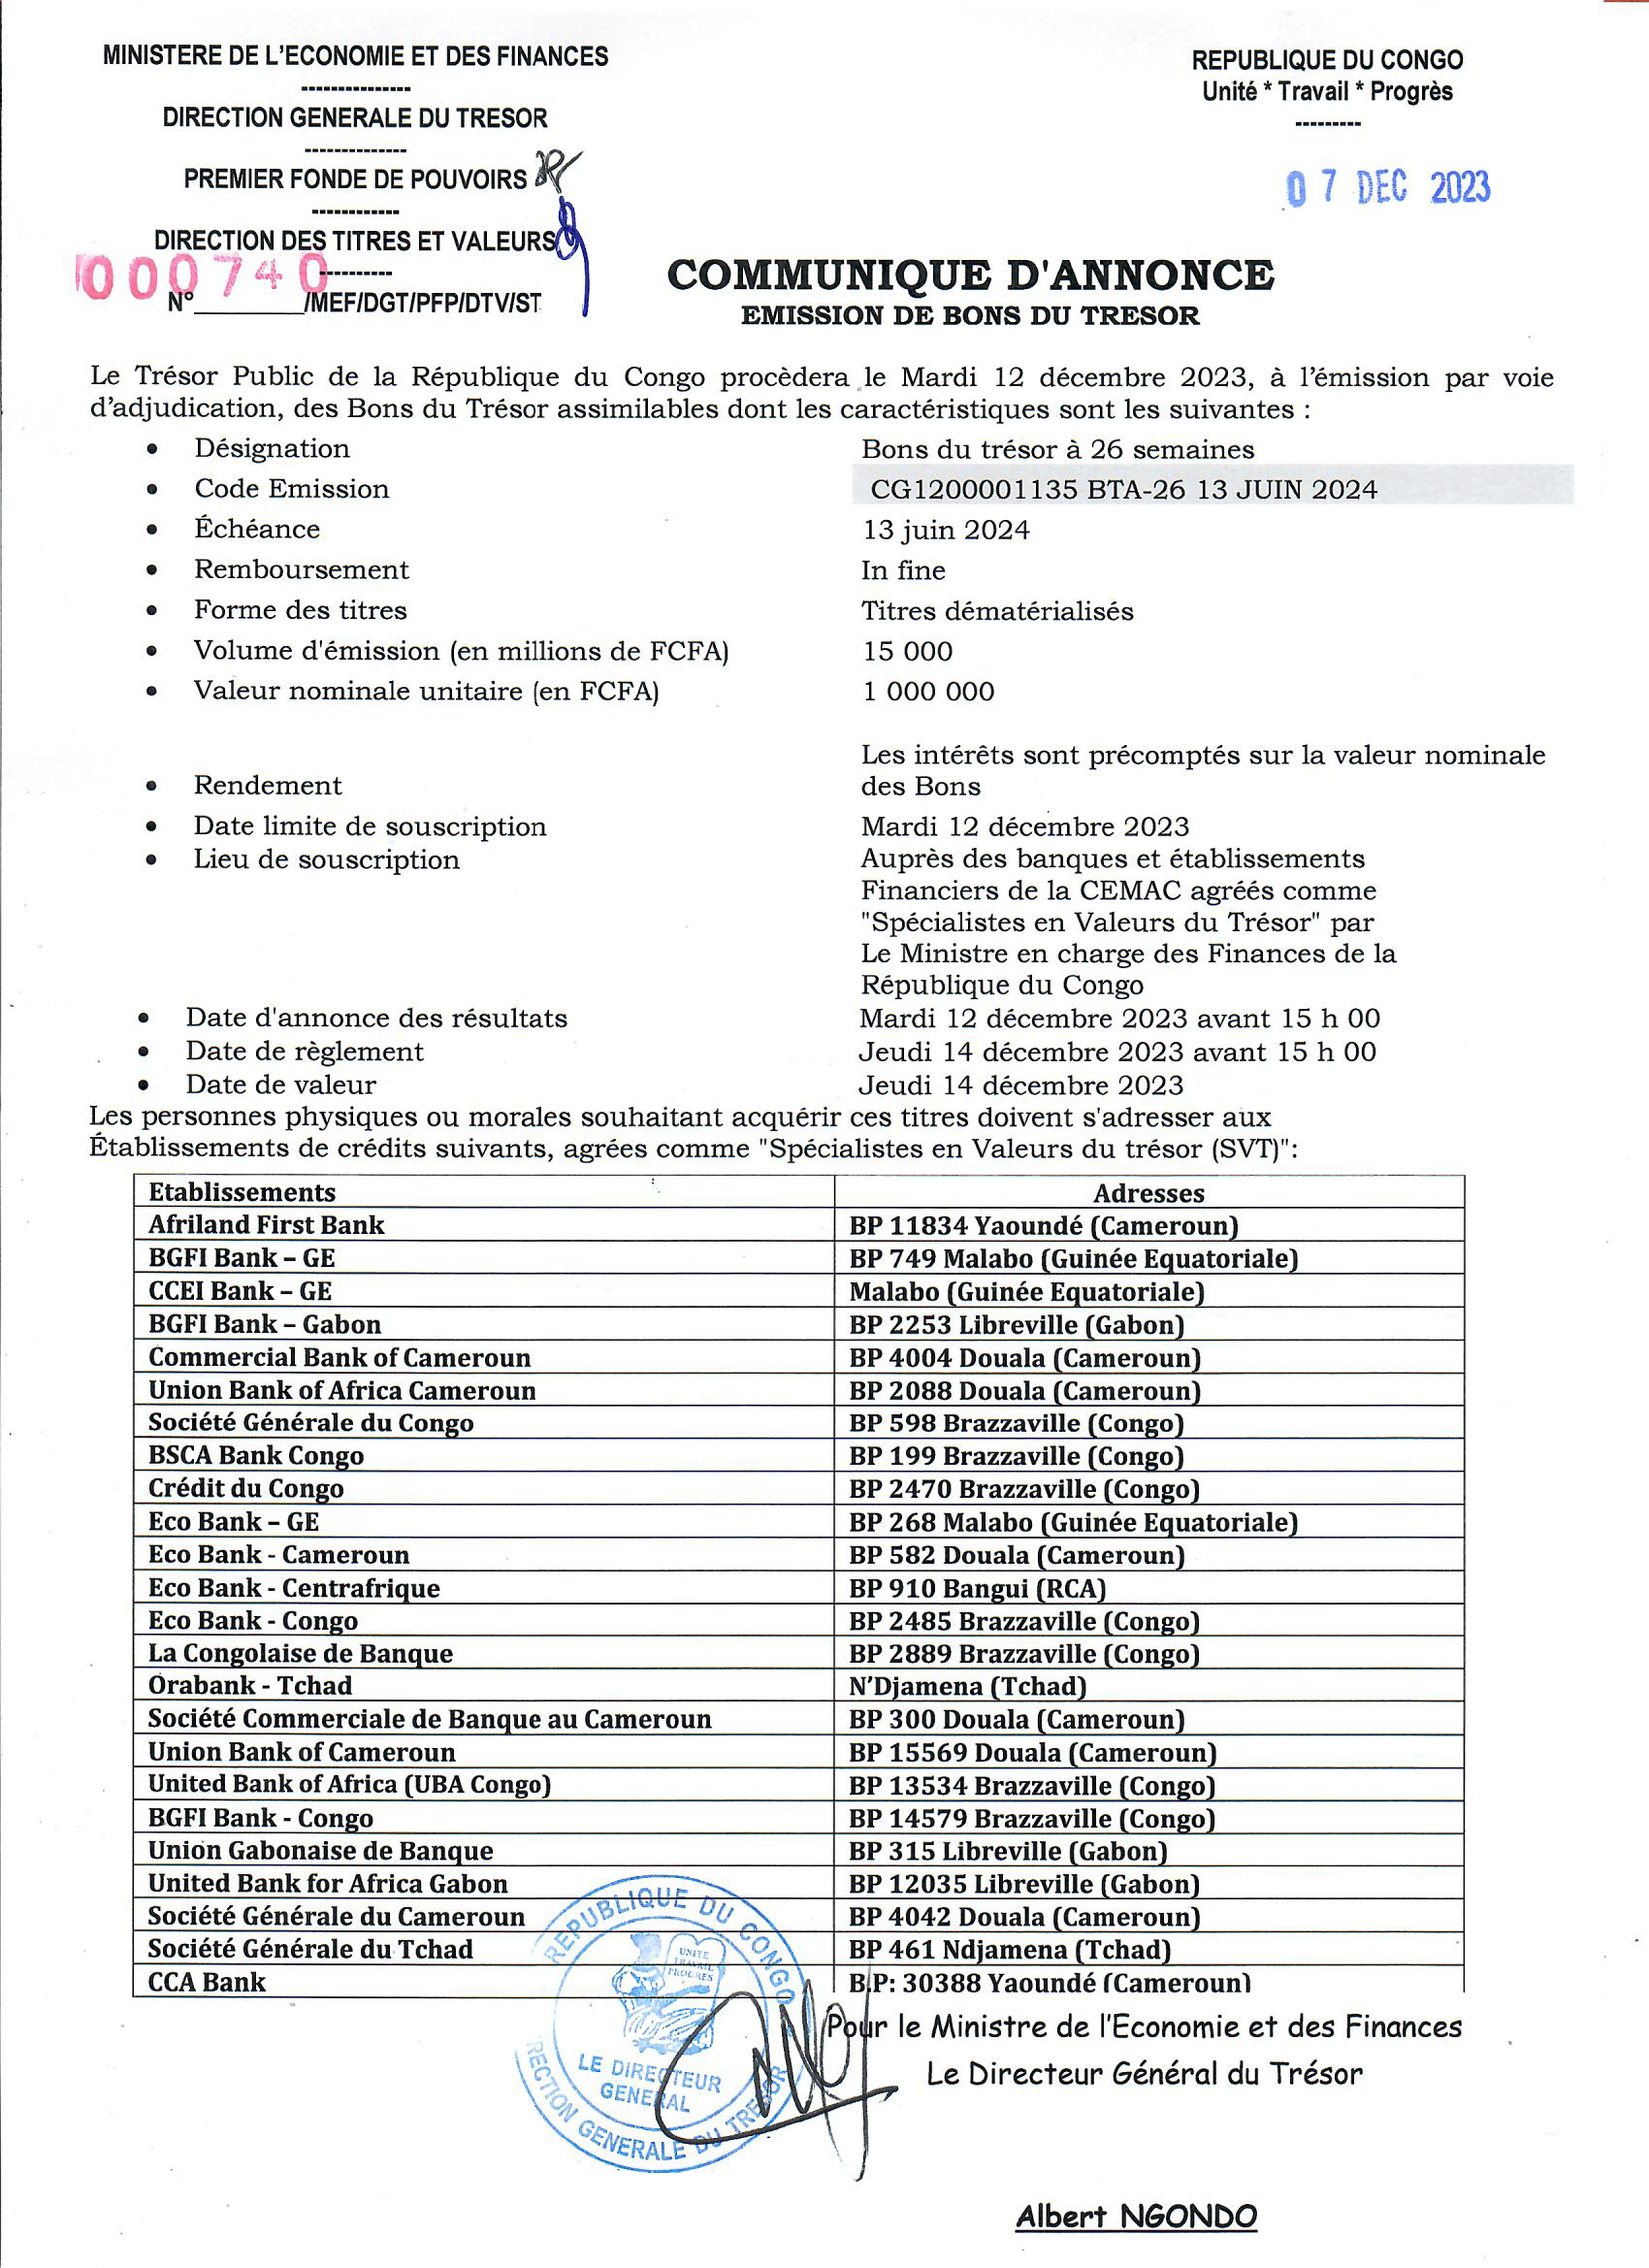 MINISTERE DE L'ECONOMIE ET DES FINANCES
---------------
DIRECTION GENERALE DU TRESOR
--------------
PREMIER FONDE DE POUVOIRS
------------
DIRECTION DES TITRES ET VALEURS
----------
000740
N° ________/MEF/DGT/PFP/DTV/ST
REPUBLIQUE DU CONGO
Unité * Travail * Progrès
---------
07 DEC 2023
COMMUNIQUE D'ANNONCE
EMISSION DE BONS DU TRESOR
Le Trésor Public de la République du Congo procèdera le Mardi 12 décembre 2023, à l'émission par voie
d'adjudication, des Bons du Trésor assimilables dont les caractéristiques sont les suivantes :
• Désignation Bons du trésor à 26 semaines
• Code Emission CG1200001135 BTA-26 13 JUIN 2024
• Échéance 13 juin 2024
• Remboursement In fine
• Forme des titres Titres dématérialisés
• Volume d'émission (en millions de FCFA) 15 000
• Valeur nominale unitaire (en FCFA) 1 000 000
Les intérêts sont précomptés sur la valeur nominale
• Rendement des Bons
• Date limite de souscription Mardi 12 décembre 2023
• Lieu de souscription Auprès des banques et établissements
Financiers de la CEMAC agréés comme
"Spécialistes en Valeurs du Trésor" par
Le Ministre en charge des Finances de la
République du Congo
• Date d'annonce des résultats Mardi 12 décembre 2023 avant 15 h 00
• Date de règlement Jeudi 14 décembre 2023 avant 15 h 00
• Date de valeur Jeudi 14 décembre 2023
Les personnes physiques ou morales souhaitant acquérir ces titres doivent s'adresser aux
Établissements de crédits suivants, agrées comme "Spécialistes en Valeurs du trésor (SVT)":
Etablissements Adresses
Afriland First Bank BP 11834 Yaoundé (Cameroun)
BGFI Bank – GE BP 749 Malabo (Guinée Equatoriale)
CCEI Bank – GE Malabo (Guinée Equatoriale)
BGFI Bank – Gabon BP 2253 Libreville (Gabon)
Commercial Bank of Cameroun BP 4004 Douala (Cameroun)
Union Bank of Africa Cameroun BP 2088 Douala (Cameroun)
Société Générale du Congo BP 598 Brazzaville (Congo)
BSCA Bank Congo BP 199 Brazzaville (Congo)
Crédit du Congo BP 2470 Brazzaville (Congo)
Eco Bank – GE BP 268 Malabo (Guinée Equatoriale)
Eco Bank - Cameroun BP 582 Douala (Cameroun)
Eco Bank - Centrafrique BP 910 Bangui (RCA)
Eco Bank - Congo BP 2485 Brazzaville (Congo)
La Congolaise de Banque BP 2889 Brazzaville (Congo)
Orabank - Tchad N'Djamena (Tchad)
Société Commerciale de Banque au Cameroun BP 300 Douala (Cameroun)
Union Bank of Cameroun BP 15569 Douala (Cameroun)
United Bank of Africa (UBA Congo) BP 13534 Brazzaville (Congo)
BGFI Bank - Congo BP 14579 Brazzaville (Congo)
Union Gabonaise de Banque BP 315 Libreville (Gabon)
United Bank for Africa Gabon BP 12035 Libreville (Gabon)
Société Générale du Cameroun BP 4042 Douala (Cameroun)
Société Générale du Tchad BP 461 Ndjamena (Tchad)
CCA Bank B.P: 30388 Yaoundé (Cameroun)
REPUBLIQUE DU CONGO
UNITE
TRAVAIL
PROGRES
LE DIRECTEUR
GENERAL
RECTION GENERALE DU TRESOR
Pour le Ministre de l'Economie et des Finances
Le Directeur Général du Trésor
Albert NGONDO